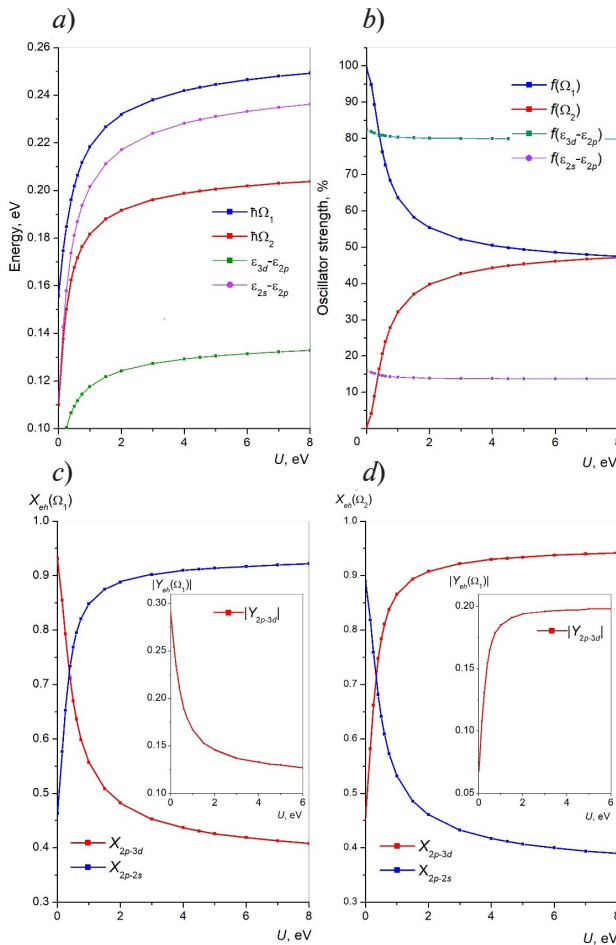 a)
b)
0.26
0.24
0.22
0.20
0.18
0.16
0.14
0.12
0.10
Energy, eV
ħΩ1
ħΩ2
ε3d-ε2p
ε2s-ε2p
0
2
4
6
8
U, eV
100
90
80
70
60
50
40
30
20
10
0
Oscillator strength, %
f(Ω1)
f(Ω2)
f(ε3d-ε2p)
f(ε2s-ε2p)
0
2
4
6
8
U, eV
c)
d)
Xeh(Ω1)
1.0
0.9
0.8
0.7
0.6
0.5
0.4
0.3
|Yeh(Ω1)|
0.30
0.25
0.20
0.15
0.10
|Y2p-3d|
0
2
4
6
U, eV
X2p-3d
X2p-2s
0
2
4
6
8
U, eV
Xeh(Ω2)
1.0
0.9
0.8
0.7
0.6
0.5
0.4
0.3
|Yeh(Ω1)|
0.20
0.15
0.10
0.05
|Y2p-3d|
0
2
4
6
U, eV
X2p-3d
X2p-2s
0
2
4
6
8
U, eV